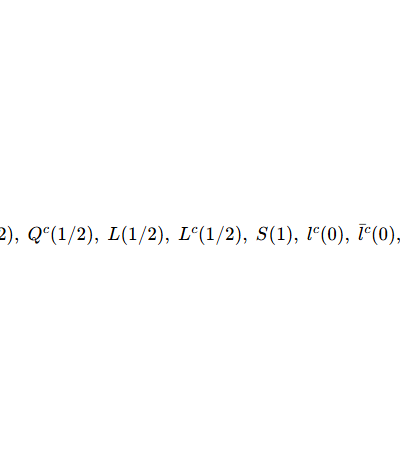 2), Q^c(1/2), L(1/2), L^c(1/2), S(1), l^c(0), \bar{l}^c(0),